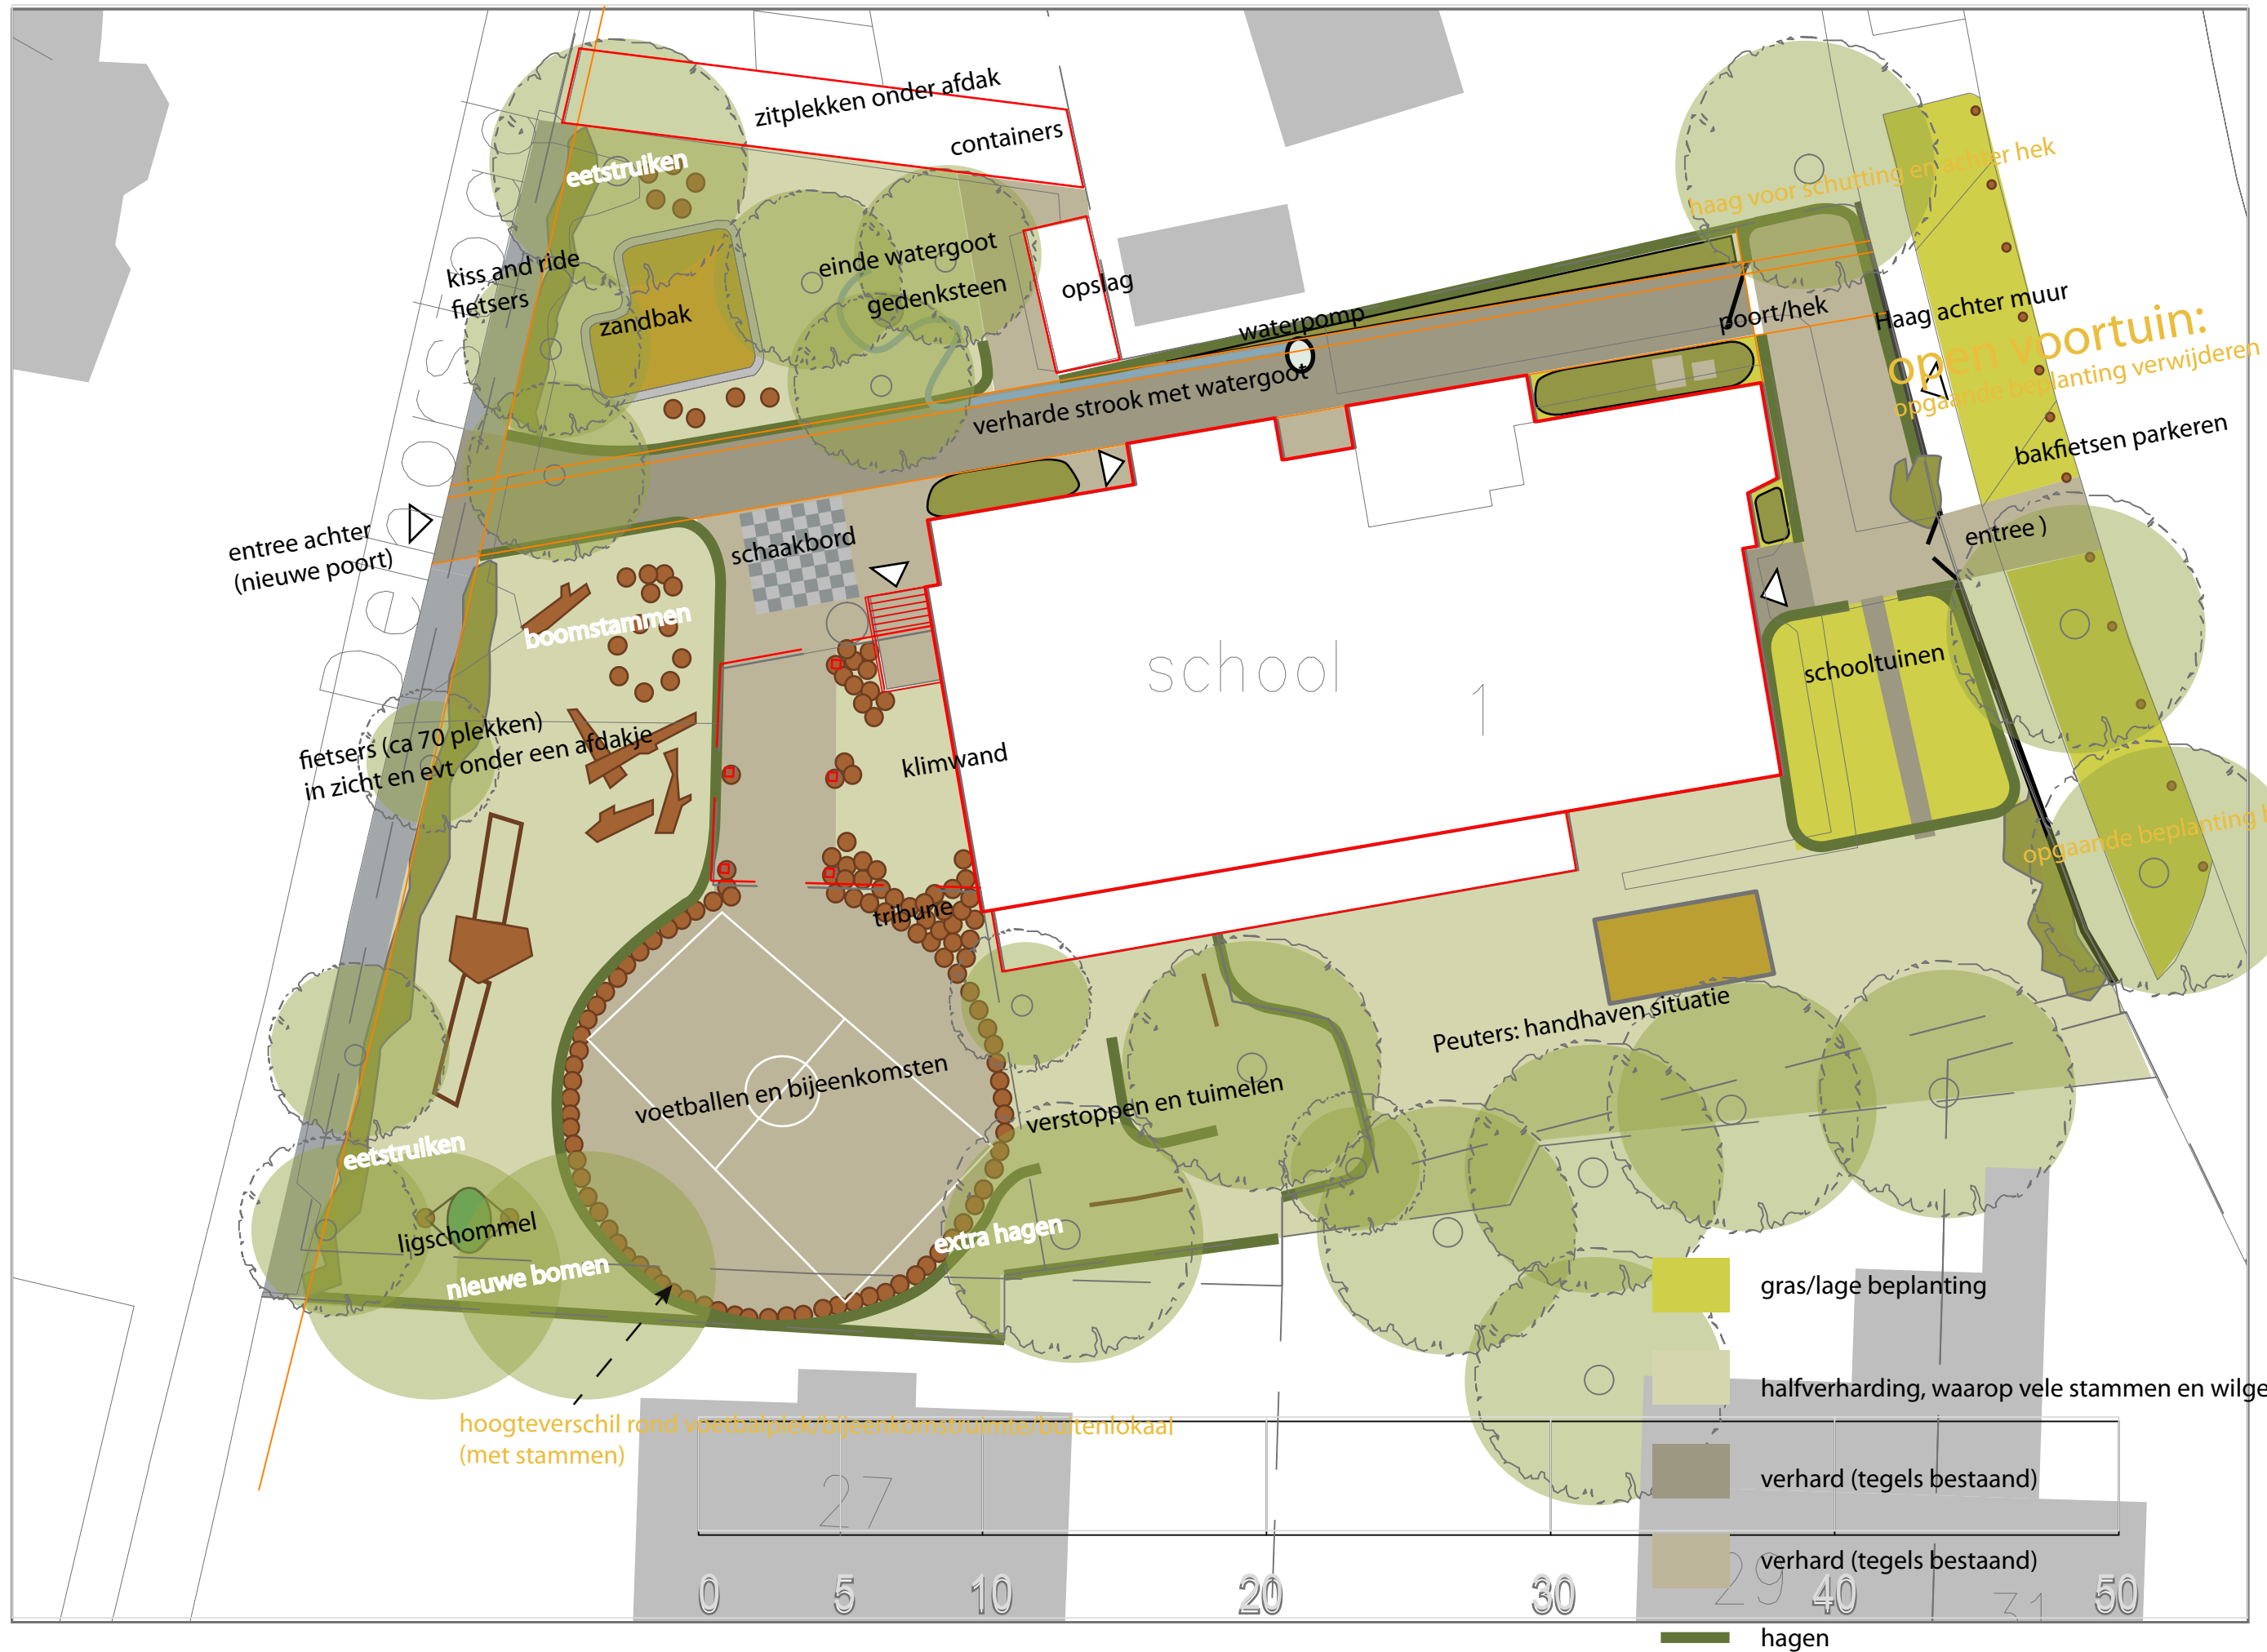 zitplekken onder afdak
containers
eetstruiken
haag voor schutting en achter hek
kiss and ride
fietsers
einde watergoot
gedenksteen
opslag
zandbak
waterpomp
poort/hek
Haag achter muur
open voortuin:
opgaande beplanting verwijderen
verharde strook met watergoot
bakfietsen parkeren
entree achter
(nieuwe poort)
schaakbord
entree )
boomstammen
school
1
schooltuinen
fietsers (ca 70 plekken)
in zicht en evt onder een afdakje
klimwand
opgaande beplanting
tribune
Peuters: handhaven situatie
voetballen en bijeenkomsten
verstoppen en tuimelen
eetstruiken
ligschommel
extra hagen
nieuwe bomen
gras/lage beplanting
halfverharding, waarop vele stammen en wilge
hoogteverschil rond voetbalplek/bijeenkomstruimte/buitenlokaal
(met stammen)
verhard (tegels bestaand)
27
verhard (tegels bestaand)
29
31
0 5 10 20 30 40 50
hagen